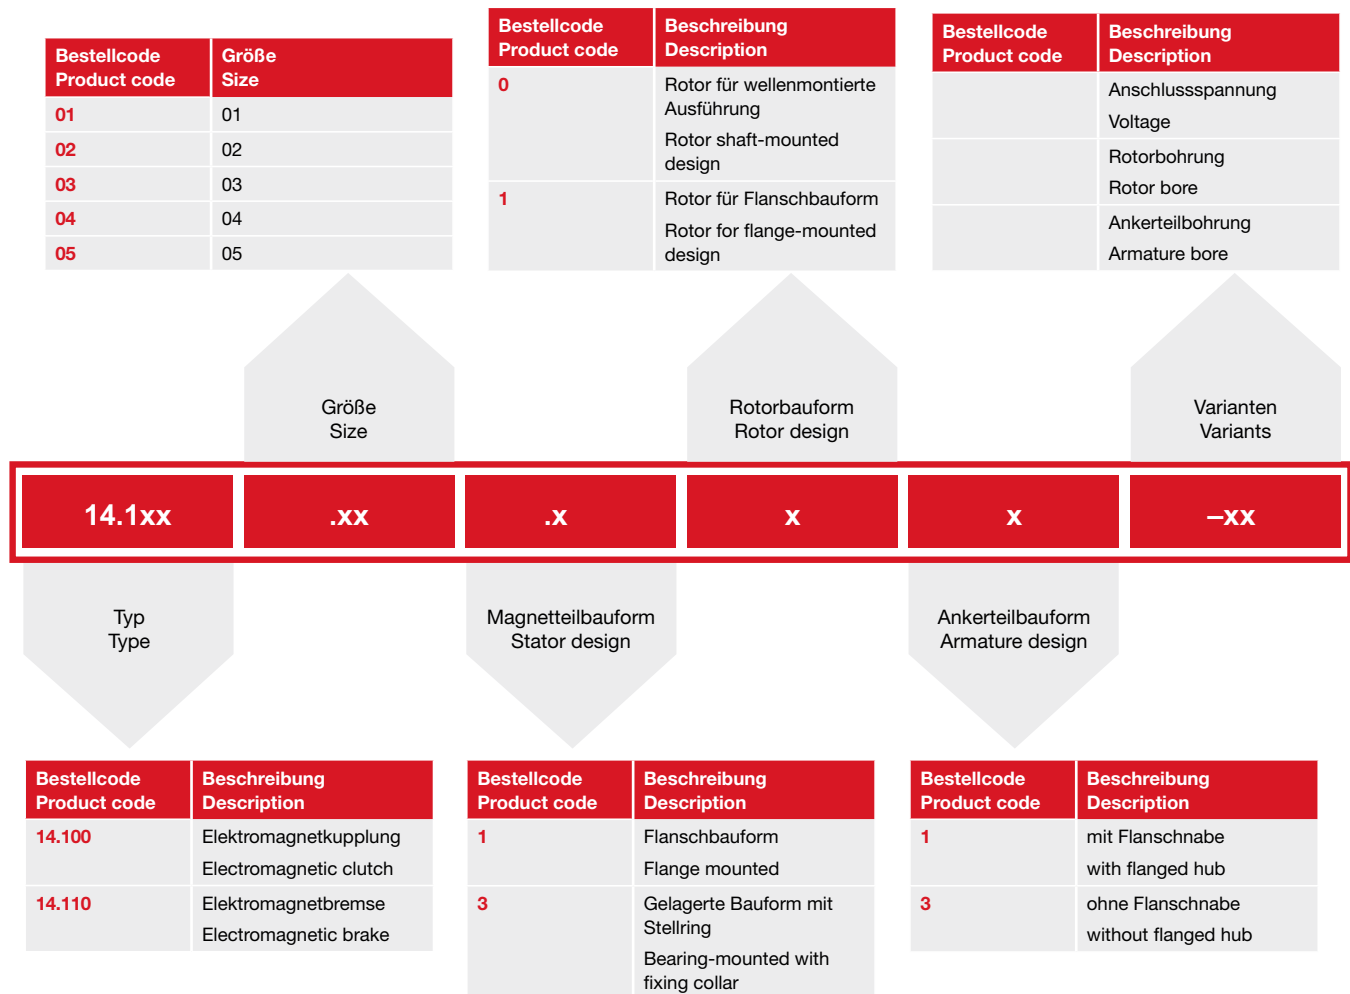 Bestellcode
Product code
Größe
Size
01
01
02
02
03
03
04
04
05
05
Bestellcode
Product code
Beschreibung
Description
0
Rotor für wellenmontierte
Ausführung
Rotor shaft-mounted
design
1
Rotor für Flanschbauform
Rotor for flange-mounted
design
Bestellcode
Product code
Beschreibung
Description
Anschlussspannung
Voltage
Rotorbohrung
Rotor bore
Ankerteilbohrung
Armature bore
Größe
Size
Rotorbauform
Rotor design
Varianten
Variants
14.1xx
.xx
.x
x
x
–xx
Typ
Type
Magnetteilbauform
Stator design
Ankerteilbauform
Armature design
Bestellcode
Product code
Beschreibung
Description
14.100
Elektromagnetkupplung
Electromagnetic clutch
14.110
Elektromagnetbremse
Electromagnetic brake
Bestellcode
Product code
Beschreibung
Description
1
Flanschbauform
Flange mounted
3
Gelagerte Bauform mit
Stellring
Bearing-mounted with
fixing collar
Bestellcode
Product code
Beschreibung
Description
1
mit Flanschnabe
with flanged hub
3
ohne Flanschnabe
without flanged hub